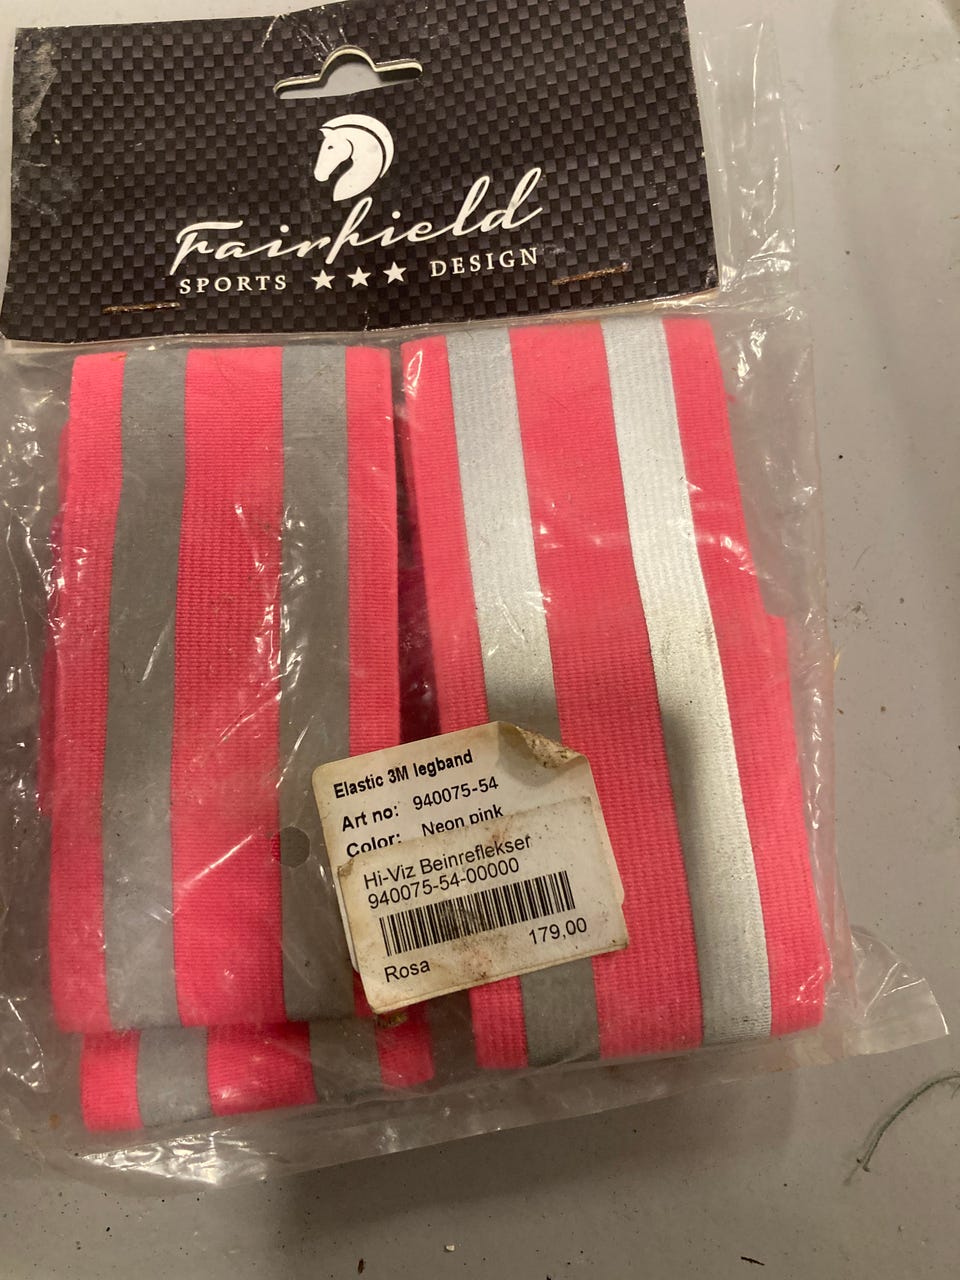 Fairfield
SPORTS ★★★ DESIGN
Elastic 3M legband
Art no: 940075-54
Color: Neon pink
Hi-Viz Beinreflekser
940075-54-00000
179,00
Rosa